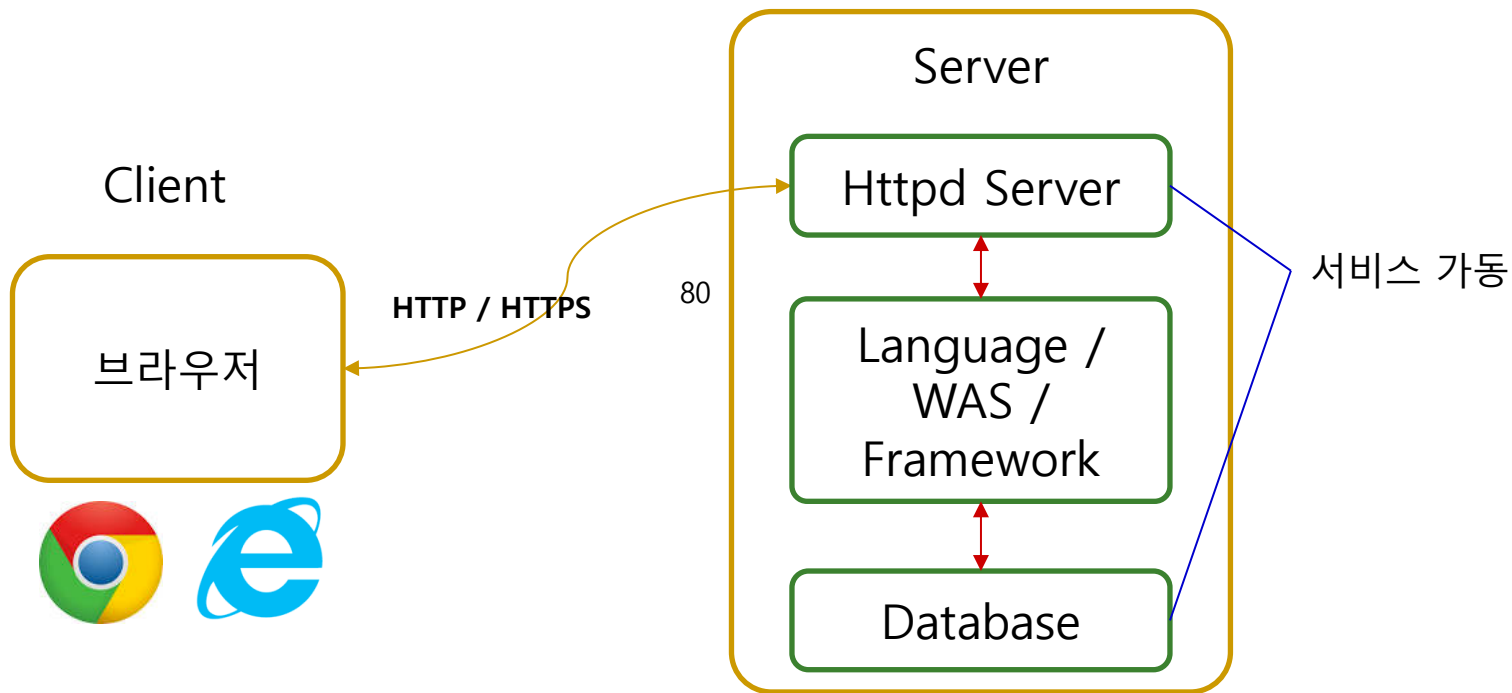 Server
Client
Httpd Server
서비스 가동
HTTP / HTTPS
80
브라우저
Language /
WAS /
Framework
Database